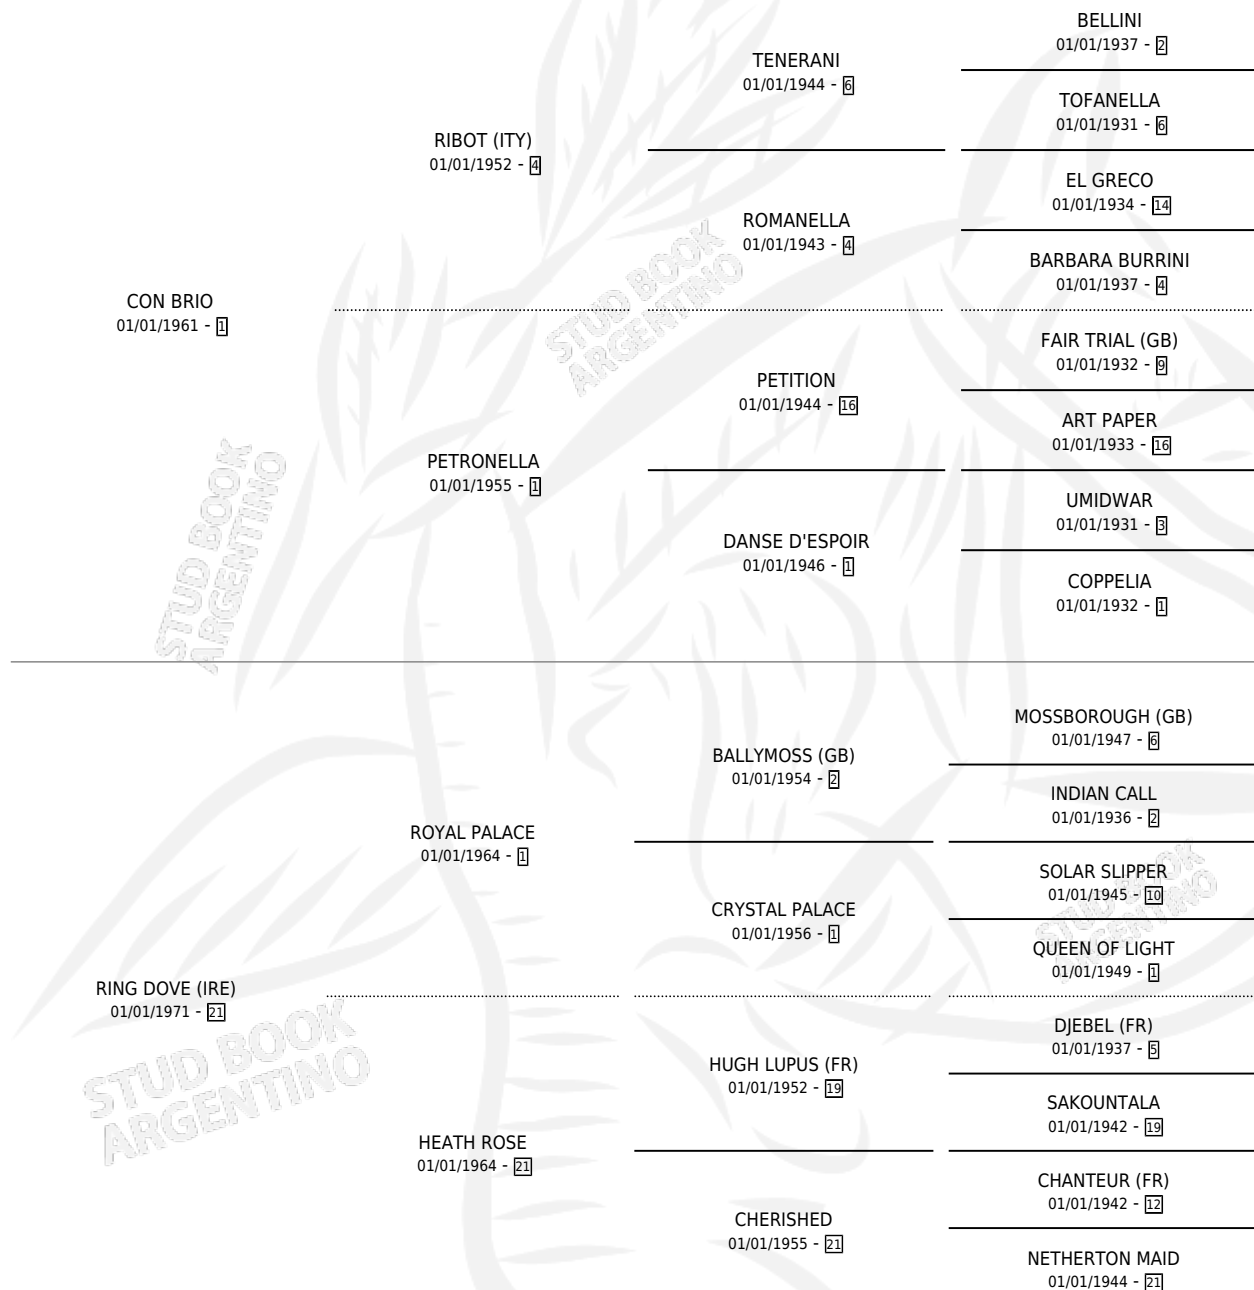 BELLINI
01/01/1937 - 2
TENERANI
01/01/1944 - 6
TOFANELLA
01/01/1931 - 6
RIBOT (ITY)
01/01/1952 - 4
EL GRECO
01/01/1934 - 14
ROMANELLA
01/01/1943 - 4
BARBARA BURRINI
01/01/1937 - 4
CON BRIO
01/01/1961 - 1
FAIR TRIAL (GB)
01/01/1932 - 9
PETITION
01/01/1944 - 16
ART PAPER
01/01/1933 - 16
PETRONELLA
01/01/1955 - 1
UMIDWAR
01/01/1931 - 3
DANSE D'ESPOIR
01/01/1946 - 1
COPPELIA
01/01/1932 - 1
STUD BOOK
ARGENTINO
STUD BOOK
ARGENTINO
MOSSBOROUGH (GB)
01/01/1947 - 6
BALLYMOSS (GB)
01/01/1954 - 2
INDIAN CALL
01/01/1936 - 2
ROYAL PALACE
01/01/1964 - 1
SOLAR SLIPPER
01/01/1945 - 10
CRYSTAL PALACE
01/01/1956 - 1
QUEEN OF LIGHT
01/01/1949 - 1
STUD BOOK
ARGENTINO
RING DOVE (IRE)
01/01/1971 - 21
DJEBEL (FR)
01/01/1937 - 5
HUGH LUPUS (FR)
01/01/1952 - 19
SAKOUNTALA
01/01/1942 - 19
STUD BOOK
ARGENTINO
HEATH ROSE
01/01/1964 - 21
CHANTEUR (FR)
01/01/1942 - 12
CHERISHED
01/01/1955 - 21
NETHERTON MAID
01/01/1944 - 21